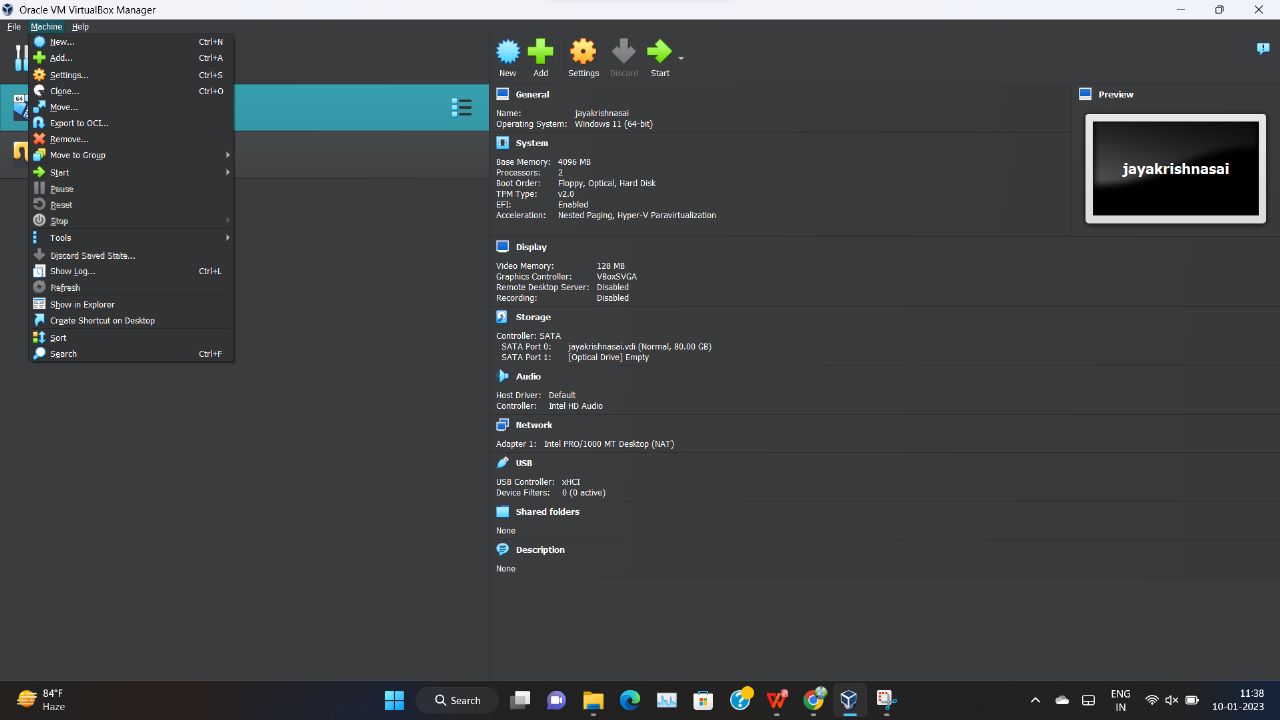 Oracle VM VirtualBox Manager
File Machine Help
New... Ctrl+N
Add... Ctrl+A
Settings... Ctrl+S
Clone... Ctrl+O
Move...
Export to OCI...
Remove...
Move to Group
Start
Pause
Reset
Stop
Tools
Discard Saved State...
Show Log... Ctrl+L
Refresh
Show in Explorer
Create Shortcut on Desktop
Sort
Search Ctrl+F
64
New Add Settings Discard Start
General
Name: jayakrishnasai
Operating System: Windows 11 (64-bit)
System
Base Memory: 4096 MB
Processors: 2
Boot Order: Floppy, Optical, Hard Disk
TPM Type: v2.0
EFI: Enabled
Acceleration: Nested Paging, Hyper-V Paravirtualization
Preview
jayakrishnasai
Display
Video Memory: 128 MB
Graphics Controller: VBoxSVGA
Remote Desktop Server: Disabled
Recording: Disabled
Storage
Controller: SATA
SATA Port 0: jayakrishnasai.vdi (Normal, 80.00 GB)
SATA Port 1: [Optical Drive] Empty
Audio
Host Driver: Default
Controller: Intel HD Audio
Network
Adapter 1: Intel PRO/1000 MT Desktop (NAT)
USB
USB Controller: xHCI
Device Filters: 0 (0 active)
Shared folders
None
Description
None
84°F
Haze
Search
ENG
IN
11:38
10-01-2023